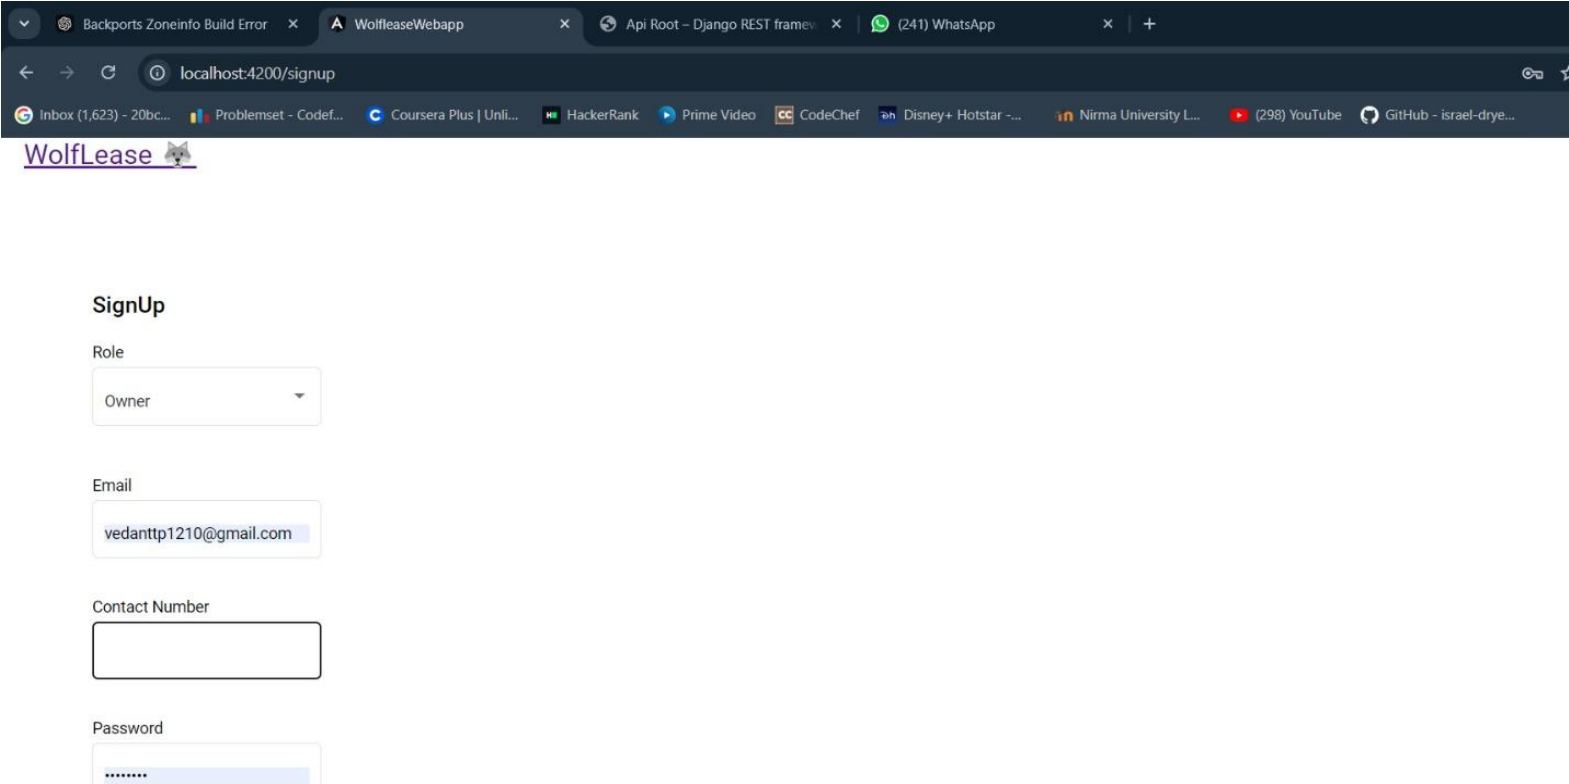 Backports Zoneinfo Build Error WolfleaseWebapp Api Root – Django REST framew (241) WhatsApp
localhost:4200/signup
Inbox (1,623) - 20bc... Problemset - Codef... Coursera Plus | Unli... HackerRank Prime Video CodeChef Disney+ Hotstar -... Nirma University L... (298) YouTube GitHub - israel-drye...
WolfLease
SignUp
Role
Owner
Email
vedanttp1210@gmail.com
Contact Number
Password
••••••••